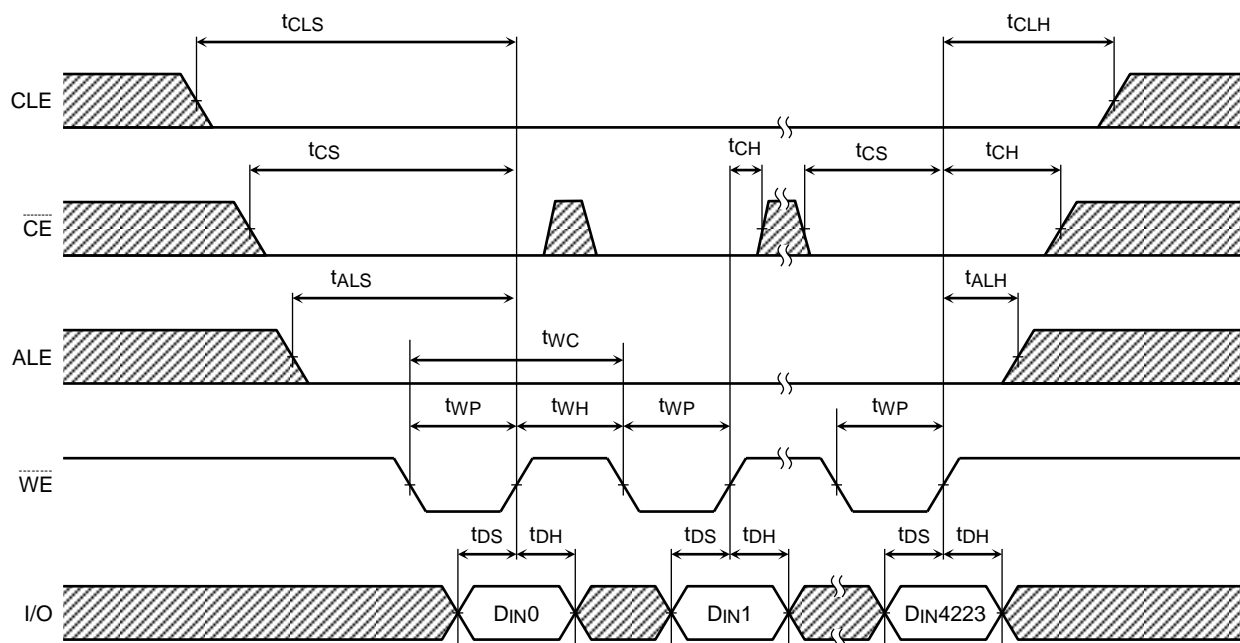 tCLS
tCLH
CLE
tCS
tCH
tCS
tCH
CE
tALS
tALH
ALE
tWC
tWP
tWH
tWP
tWP
WE
tDS
tDH
tDS
tDH
tDS
tDH
I/O
DIN0
DIN1
DIN4223